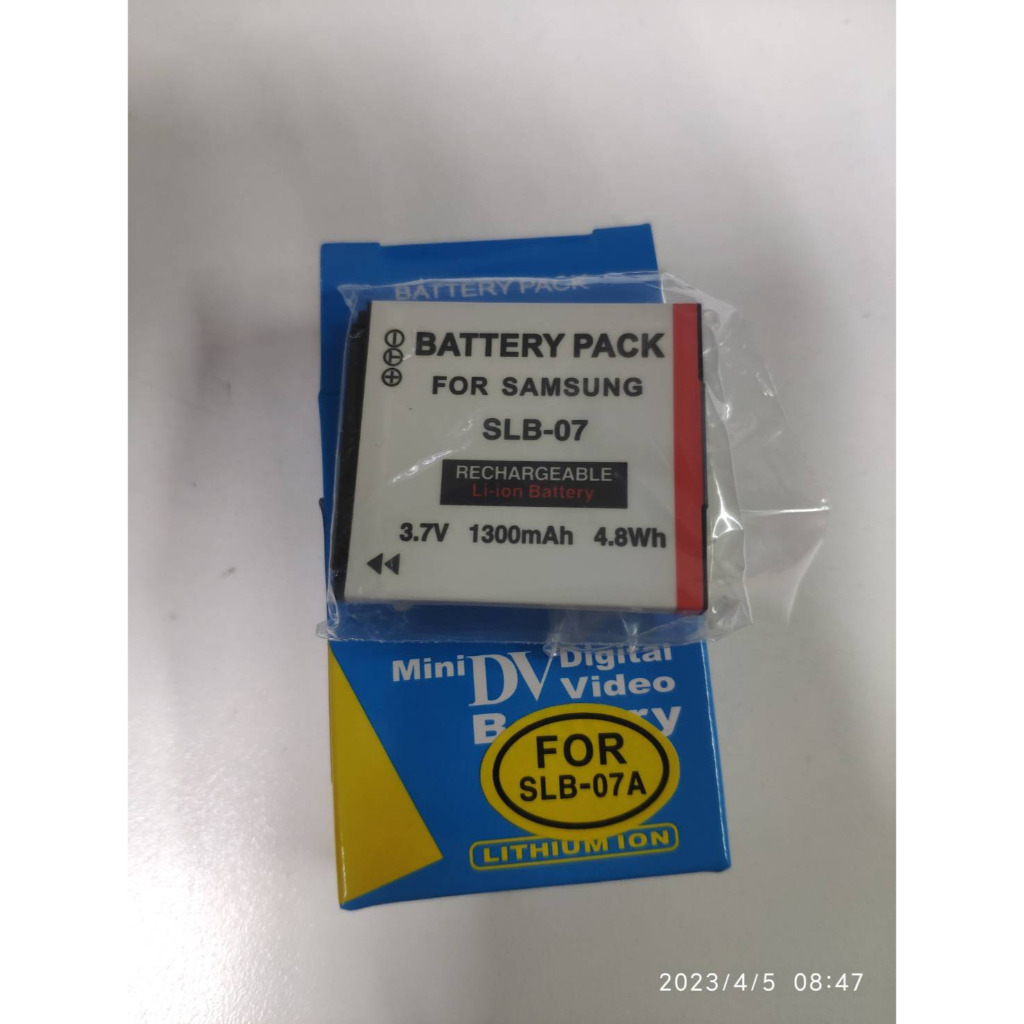 BATTERY PACK
BATTERY PACK
FOR SAMSUNG
SLB-07
RECHARGEABLE
Li-ion Battery
3.7V 1300mAh 4.8Wh
Mini DV Digital
Video
FOR
SLB-07A
LITHIUM ION
2023/4/5 08:47